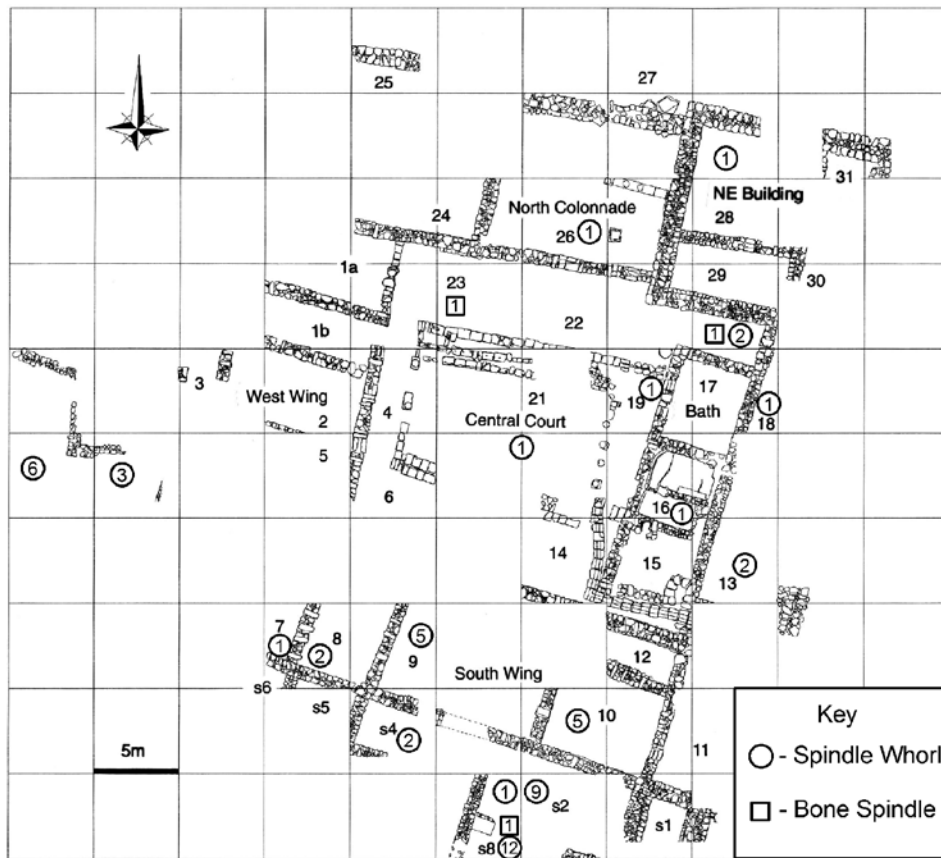 27
25
1
31
NE Building
North Colonnade
28
24
26 1
1a
29
23
30
1
22
1b
1 2
3
17
19 1
West Wing
21
4
Bath
1
2
Central Court
18
5
1
6
3
6
16 1
14
15
2
13
7
8
5
1
2
9
12
South Wing
s6
s5
5 10
s4 2
11
5m
1 9 s2
s1
1
s8 12
Key
- Spindle Whorl
- Bone Spindle